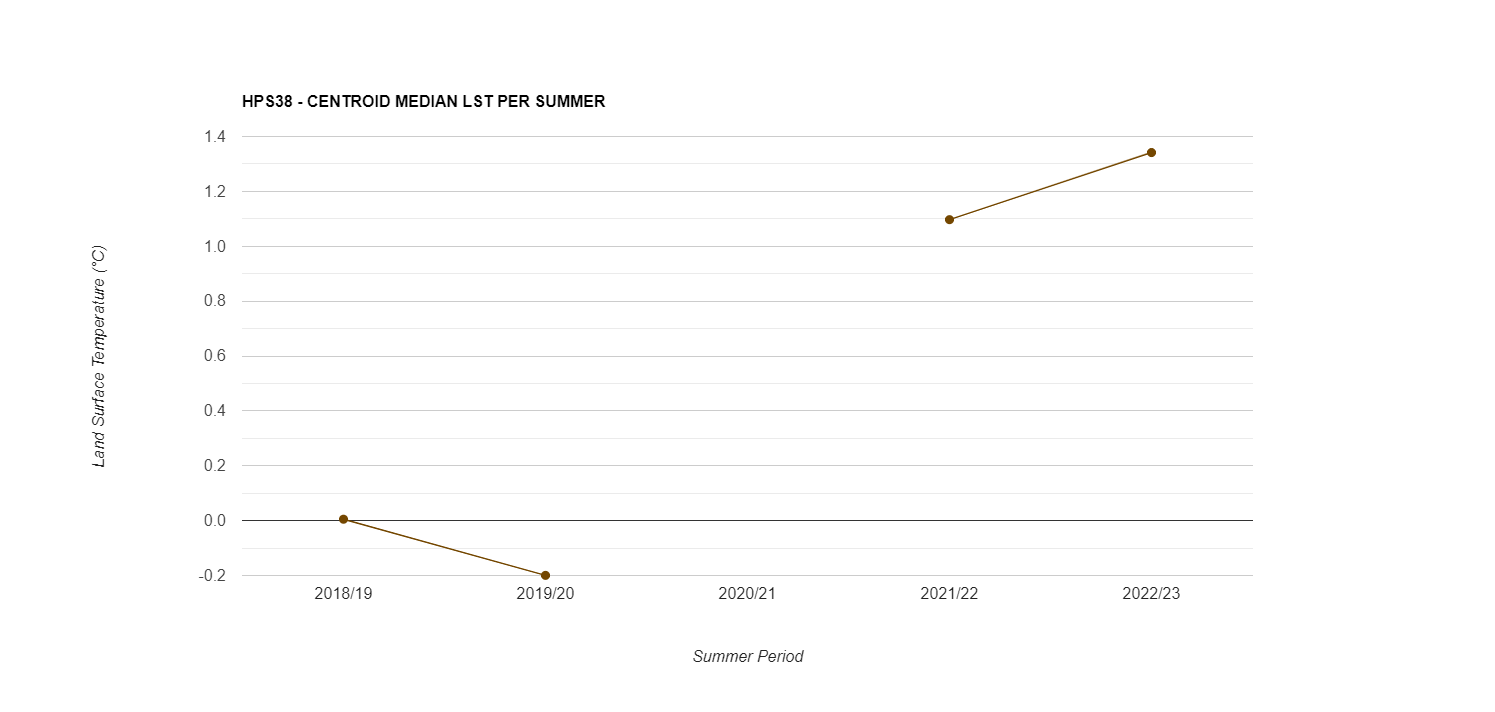 HPS38 - CENTROID MEDIAN LST PER SUMMER
Land Surface Temperature (°C)
1.4
1.2
1.0
0.8
0.6
0.4
0.2
0.0
-0.2
2018/19 2019/20 2020/21 2021/22 2022/23
Summer Period